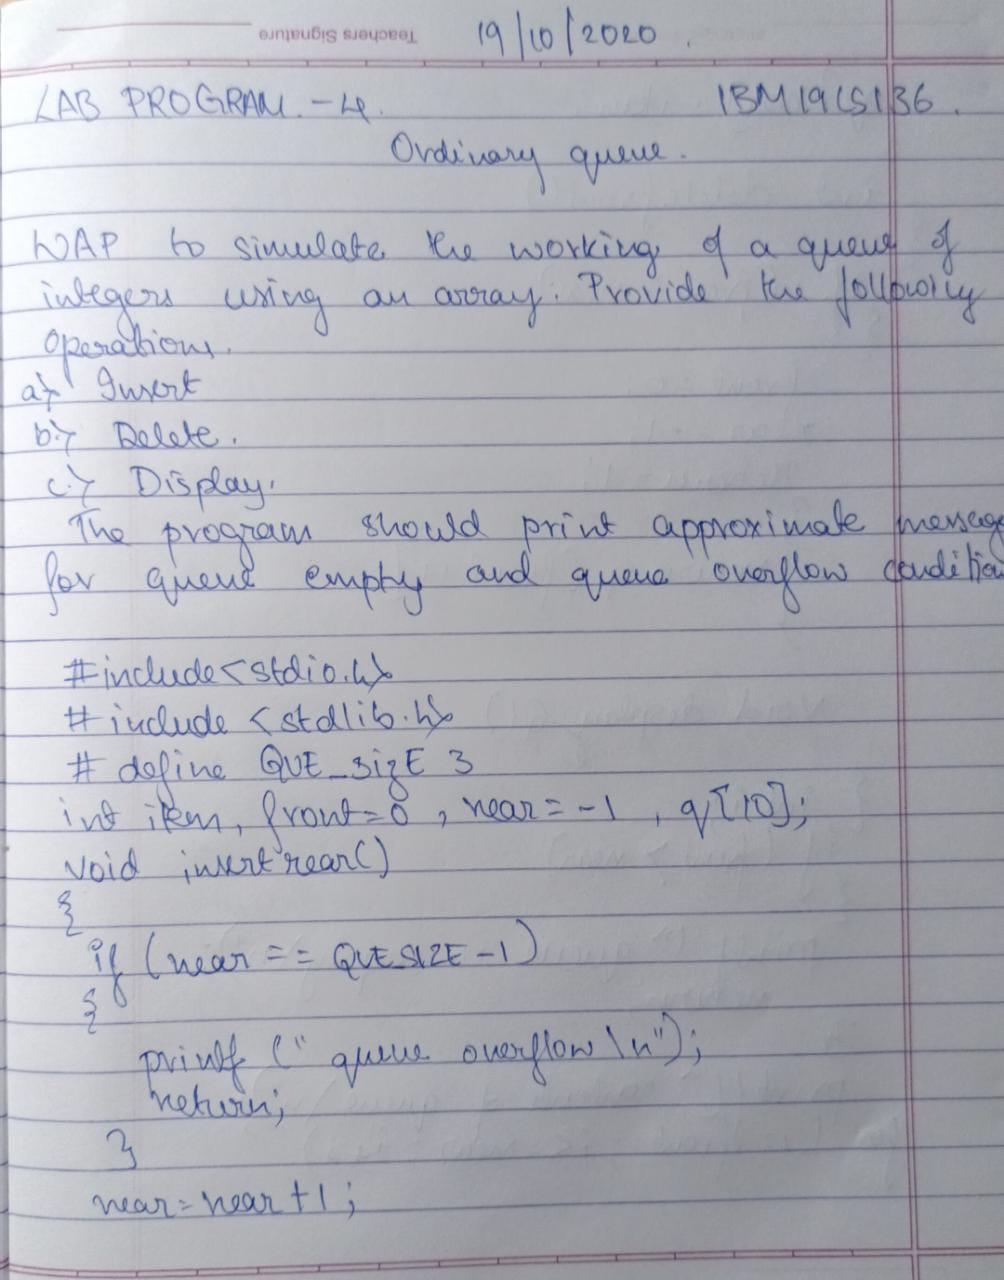 Teachers Signature
19/10/2020.
LAB PROGRAM.-4. 1BM19CS136.
Ordinary queue.
WAP to simulate the working of a queue of
integers using an array. Provide the following
operations.
a) Insert
b) Delete.
c) Display.
The program should print approximate message
for queue empty and queue overflow condition
#include<stdio.h>
#include <stdlib.h>
# define QUE_SIZE 3
int item, front=0, rear=-1, q[10];
void insertrear()
{
if (rear == QUE_SIZE-1)
{
printf (" queue overflow \n");
return;
}
rear=rear+1;